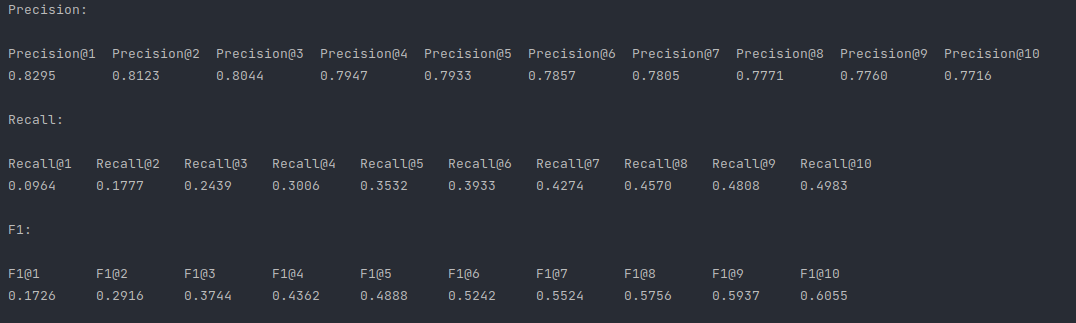 Precision:
Precision@1 Precision@2 Precision@3 Precision@4 Precision@5 Precision@6 Precision@7 Precision@8 Precision@9 Precision@10
0.8295 0.8123 0.8044 0.7947 0.7933 0.7857 0.7805 0.7771 0.7760 0.7716
Recall:
Recall@1 Recall@2 Recall@3 Recall@4 Recall@5 Recall@6 Recall@7 Recall@8 Recall@9 Recall@10
0.0964 0.1777 0.2439 0.3006 0.3532 0.3933 0.4274 0.4570 0.4808 0.4983
F1:
F1@1 F1@2 F1@3 F1@4 F1@5 F1@6 F1@7 F1@8 F1@9 F1@10
0.1726 0.2916 0.3744 0.4362 0.4888 0.5242 0.5524 0.5756 0.5937 0.6055